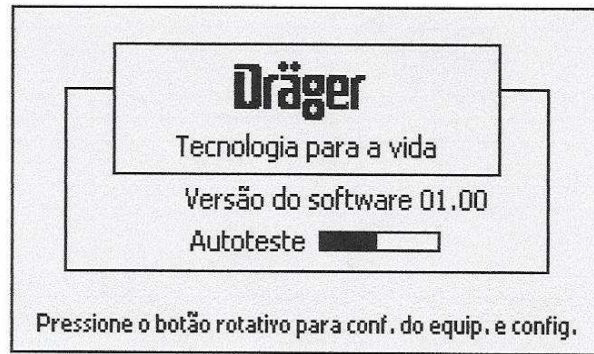 Dräger
Tecnologia para a vida
Versão do software 01.00
Autoteste
Pressione o botão rotativo para conf. do equip. e config.